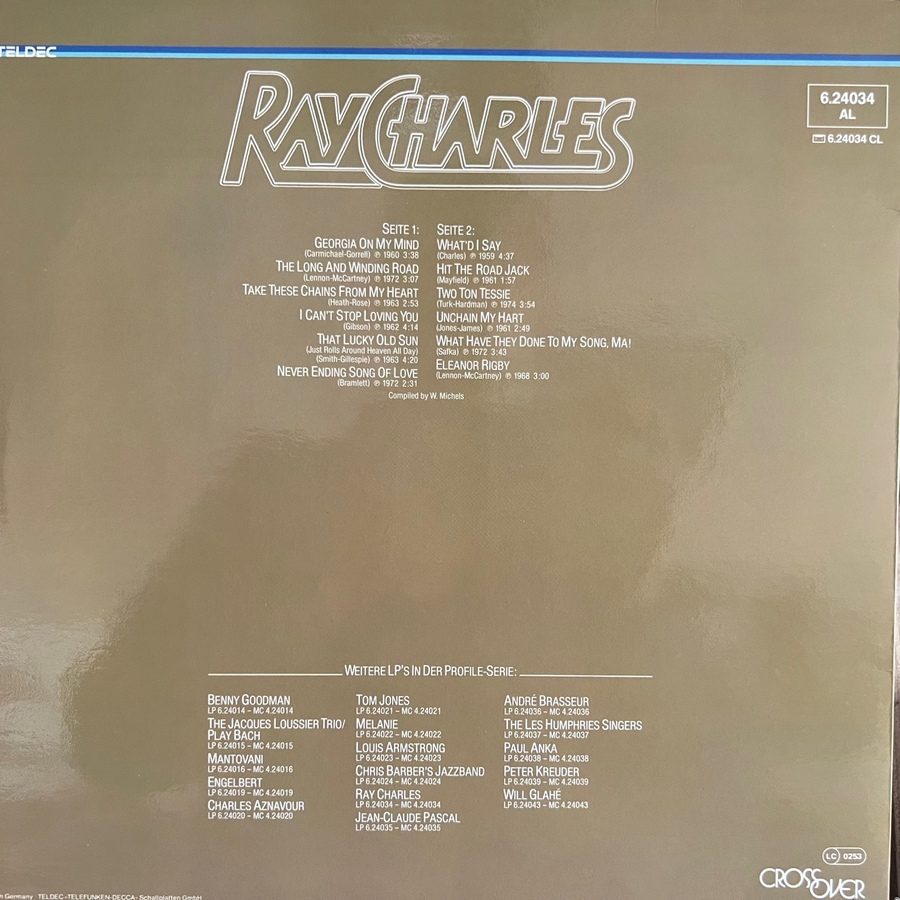 TELDEC
RAY CHARLES
6.24034
AL
6.24034 CL
SEITE 1:
GEORGIA ON MY MIND
(Carmichael-Gorrell) ℗ 1960 3:38
THE LONG AND WINDING ROAD
(Lennon-McCartney) ℗ 1972 3:07
TAKE THESE CHAINS FROM MY HEART
(Heath-Rose) ℗ 1963 2:53
I CAN'T STOP LOVING YOU
(Gibson) ℗ 1962 4:14
THAT LUCKY OLD SUN
(Just Rolls Around Heaven All Day)
(Smith-Gillespie) ℗ 1963 4:20
NEVER ENDING SONG OF LOVE
(Bramlett) ℗ 1972 2:31
SEITE 2:
WHAT'D I SAY
(Charles) ℗ 1959 4:37
HIT THE ROAD JACK
(Mayfield) ℗ 1961 1:57
TWO TON TESSIE
(Turk-Hardman) ℗ 1974 3:54
UNCHAIN MY HART
(Jones-James) ℗ 1961 2:49
WHAT HAVE THEY DONE TO MY SONG, MA!
(Safka) ℗ 1972 3:43
ELEANOR RIGBY
(Lennon-McCartney) ℗ 1968 3:00
Compiled by W. Michels
WEITERE LP'S IN DER PROFILE-SERIE:
BENNY GOODMAN
LP 6.24014 – MC 4.24014
THE JACQUES LOUSSIER TRIO/
PLAY BACH
LP 6.24015 – MC 4.24015
MANTOVANI
LP 6.24016 – MC 4.24016
ENGELBERT
LP 6.24019 – MC 4.24019
CHARLES AZNAVOUR
LP 6.24020 – MC 4.24020
TOM JONES
LP 6.24021 – MC 4.24021
MELANIE
LP 6.24022 – MC 4.24022
LOUIS ARMSTRONG
LP 6.24023 – MC 4.24023
CHRIS BARBER'S JAZZBAND
LP 6.24024 – MC 4.24024
RAY CHARLES
LP 6.24034 – MC 4.24034
JEAN-CLAUDE PASCAL
LP 6.24035 – MC 4.24035
ANDRÉ BRASSEUR
LP 6.24036 – MC 4.24036
THE LES HUMPHRIES SINGERS
LP 6.24037 – MC 4.24037
PAUL ANKA
LP 6.24038 – MC 4.24038
PETER KREUDER
LP 6.24039 – MC 4.24039
WILL GLAHÉ
LP 6.24043 – MC 4.24043
LC 0253
CROSS OVER
Germany TELDEC »TELEFUNKEN-DECCA« Schallplatten GmbH